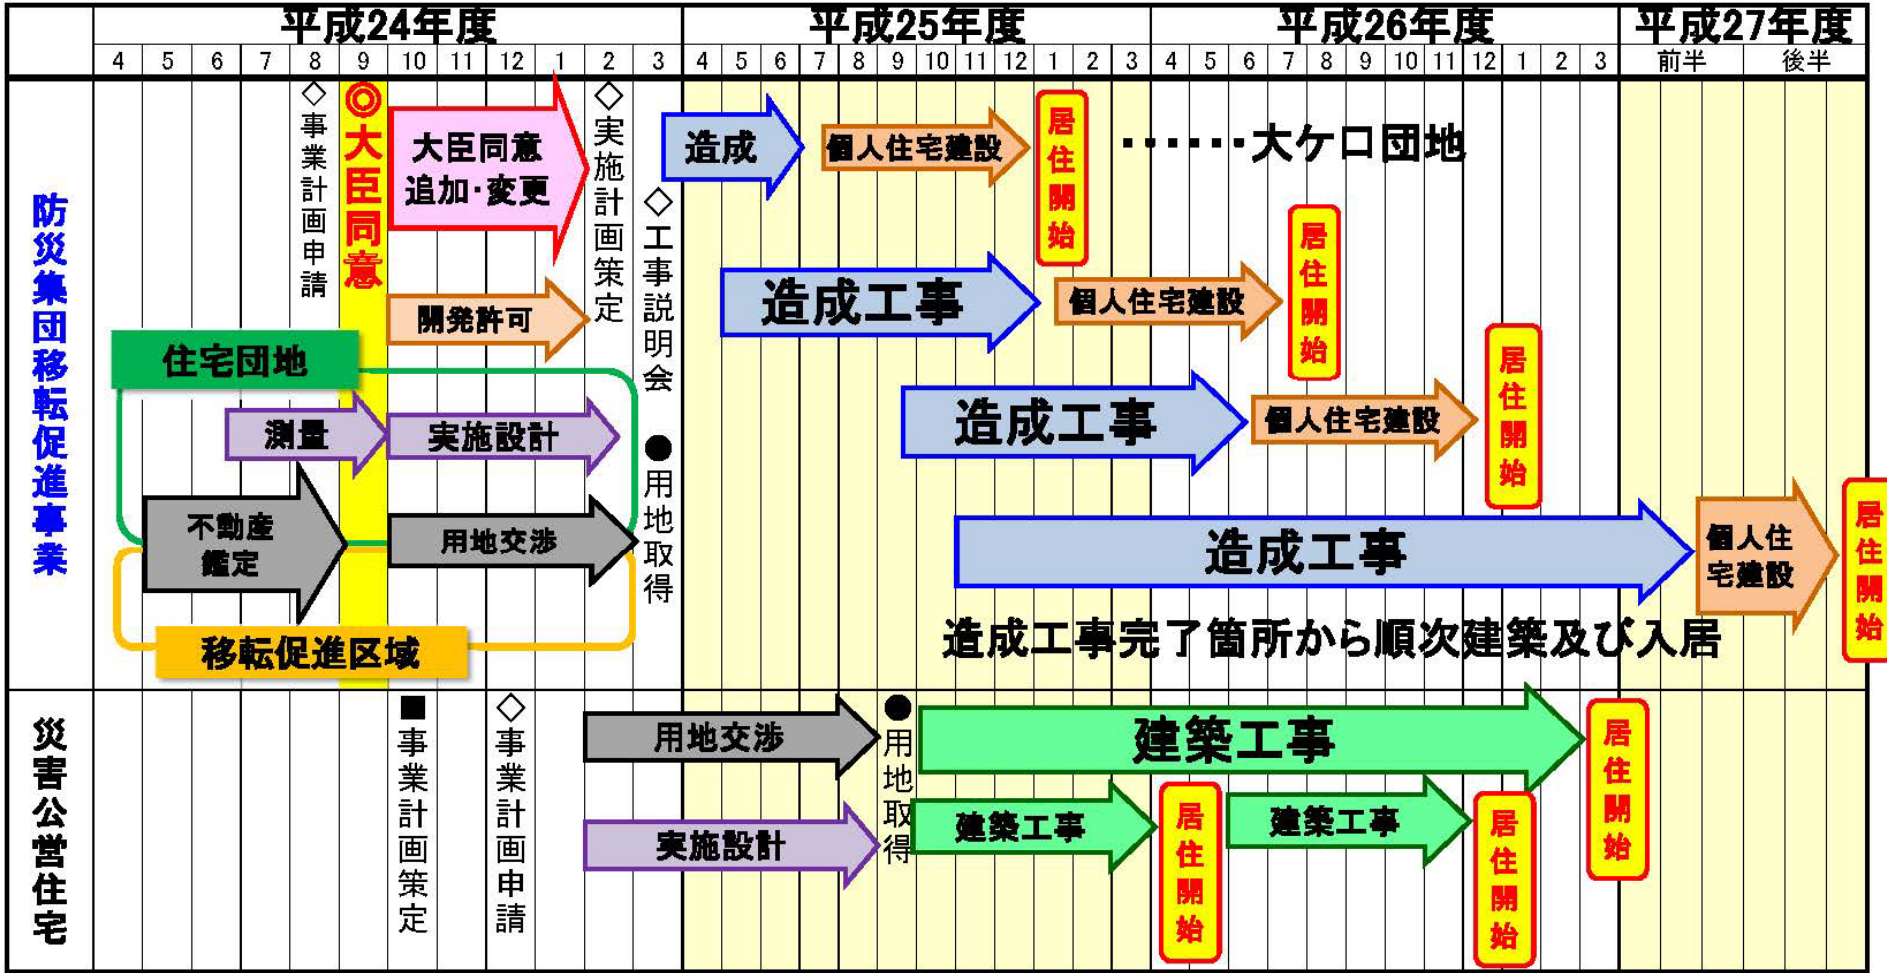 平成24年度 平成25年度 平成26年度 平成27年度
4 5 6 7 8 9 10 11 12 1 2 3 4 5 6 7 8 9 10 11 12 1 2 3 4 5 6 7 8 9 10 11 12 1 2 3 前半 後半
防災集団移転促進事業
◇事業計画申請
◎大臣同意
大臣同意
追加・変更
開発許可
◇実施計画策定
◇工事説明会
●用地取得
住宅団地
測量
実施設計
不動産
鑑定
用地交渉
移転促進区域
造成
個人住宅建設
居住開始
・・・・・・大ケ口団地
造成工事
個人住宅建設
居住開始
造成工事
個人住宅建設
居住開始
造成工事
個人住
宅建設
居住開始
造成工事完了箇所から順次建築及び入居
災害公営住宅
■事業計画策定
◇事業計画申請
用地交渉
実施設計
●用地取得
建築工事
居住開始
建築工事
居住開始
建築工事
居住開始